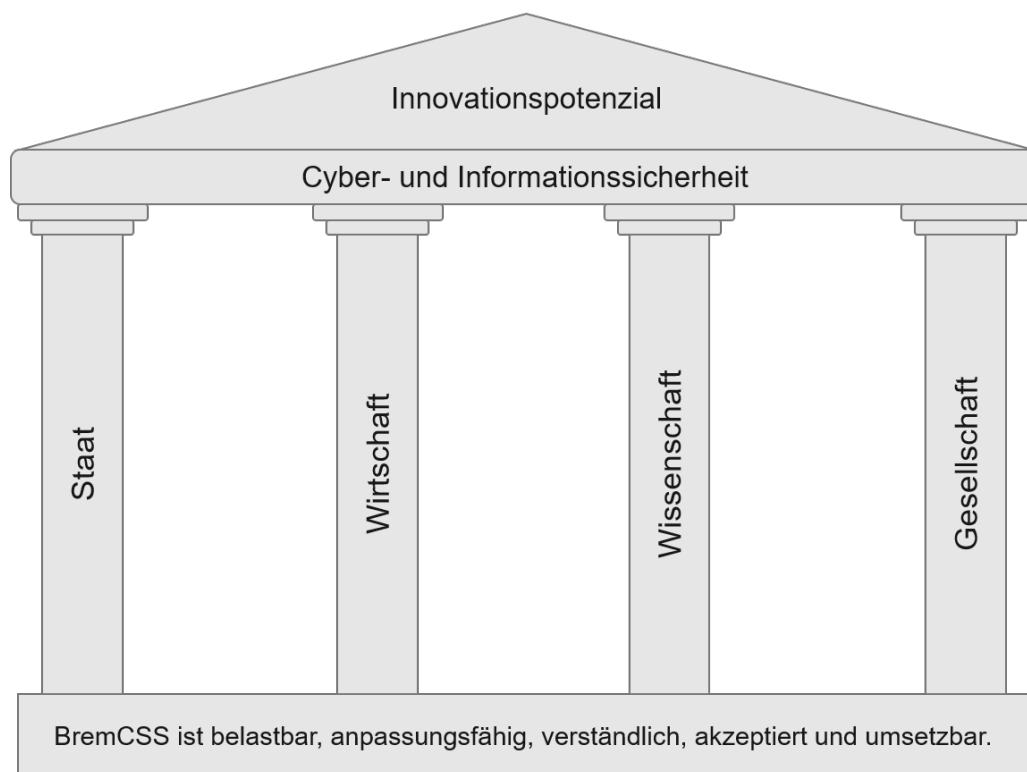 Innovationspotenzial
Cyber- und Informationssicherheit
Staat
Wirtschaft
Wissenschaft
Gesellschaft
BremCSS ist belastbar, anpassungsfähig, verständlich, akzeptiert und umsetzbar.